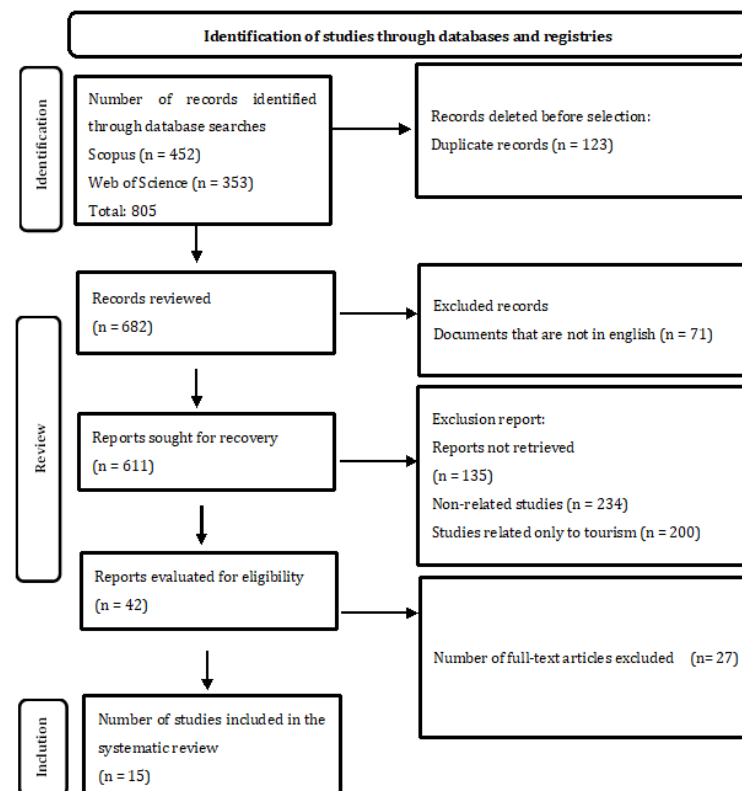 Identification of studies through databases and registries
Identification
Number of records identified
through database searches
Scopus (n = 452)
Web of Science (n = 353)
Total: 805
Records deleted before selection:
Duplicate records (n = 123)
Review
Records reviewed
(n = 682)
Excluded records
Documents that are not in english (n = 71)
Reports sought for recovery
(n = 611)
Exclusion report:
Reports not retrieved
(n = 135)
Non-related studies (n = 234)
Studies related only to tourism (n = 200)
Reports evaluated for eligibility
(n = 42)
Number of full-text articles excluded (n= 27)
Inclution
Number of studies included in the
systematic review
(n = 15)